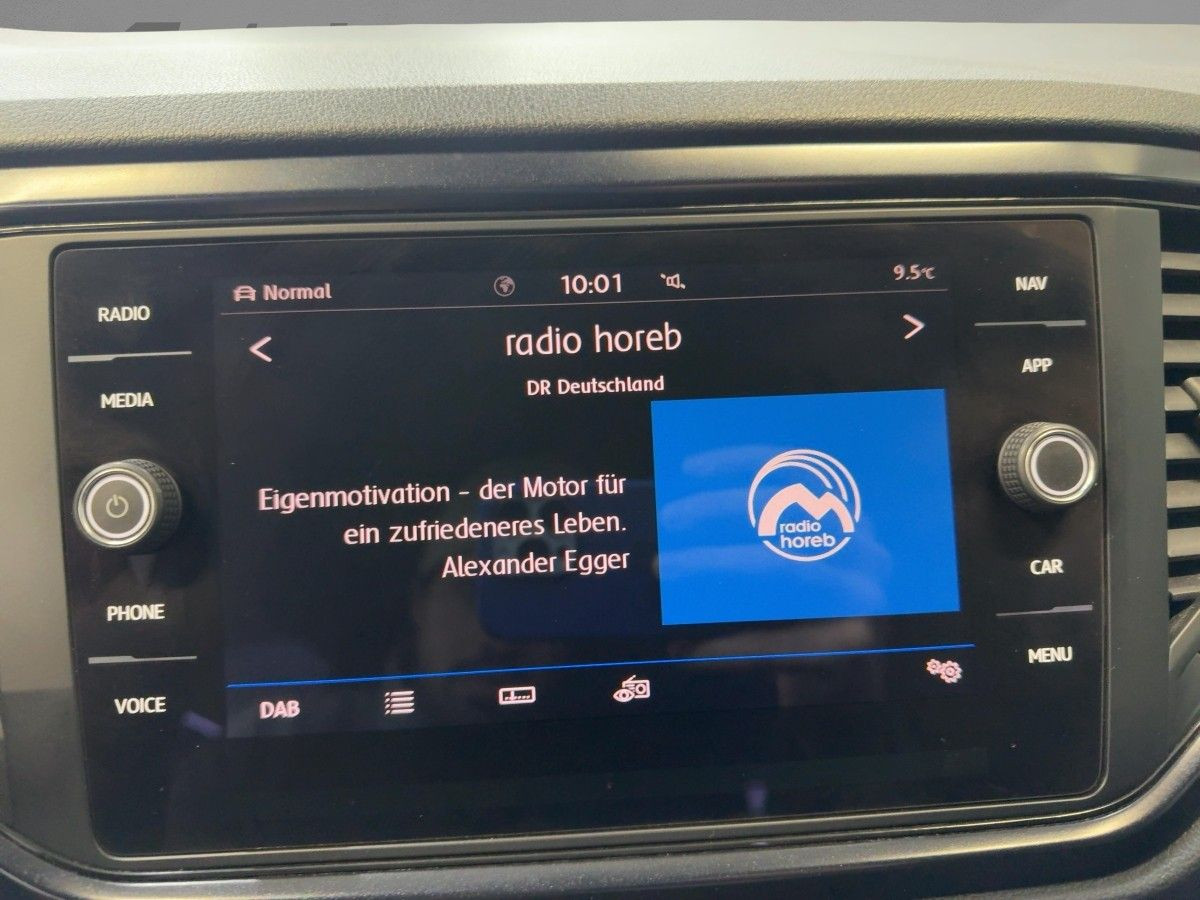 Normal 10:01 9.5°C
RADIO
MEDIA
PHONE
VOICE
radio horeb
DR Deutschland
Eigenmotivation - der Motor für
ein zufriedeneres Leben.
Alexander Egger
radio
horeb
DAB
NAV
APP
CAR
MENU